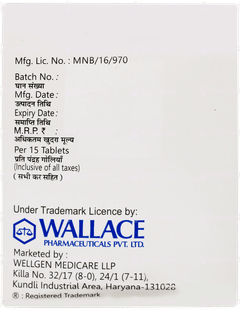 Mfg. Lic. No. : MNB/16/970
Batch No. :
घान संख्या
Mfg. Date :
उत्पादन तिथि
Expiry Date :
समाप्ति तिथि
M.R.P. ₹ :
अधिकतम खुदरा मूल्य
Per 15 Tablets
प्रति पंद्रह गोलियाँ
(Inclusive of all taxes)
( सभी कर सहित )
Under Trademark Licence by:
WALLACE
PHARMACEUTICALS PVT. LTD.
Marketed by :
WELLGEN MEDICARE LLP
Killa No. 32/17 (8-0), 24/1 (7-11),
Kundli Industrial Area, Haryana-131028
® : Registered Trademark